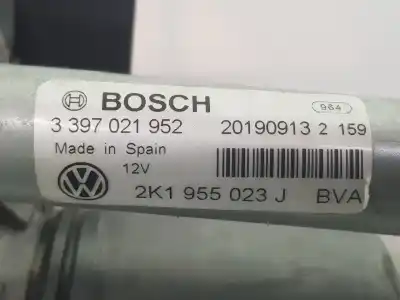 BOSCH
964
3 397 021 952 20190913 2 159
Made in Spain
12V
2K1 955 023 J BVA